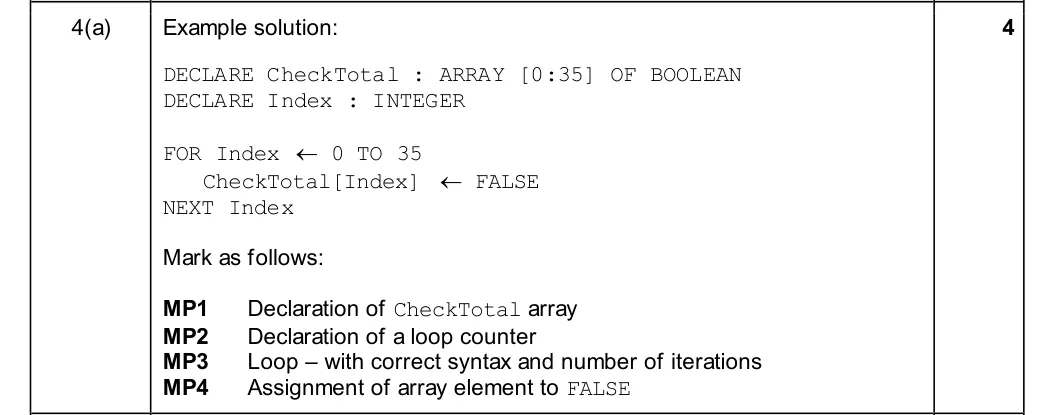 4(a) Example solution: 4
DECLARE CheckTotal : ARRAY [0:35] OF BOOLEAN
DECLARE Index : INTEGER
FOR Index ← 0 TO 35
CheckTotal[Index] ← FALSE
NEXT Index
Mark as follows:
MP1 Declaration of CheckTotal array
MP2 Declaration of a loop counter
MP3 Loop – with correct syntax and number of iterations
MP4 Assignment of array element to FALSE